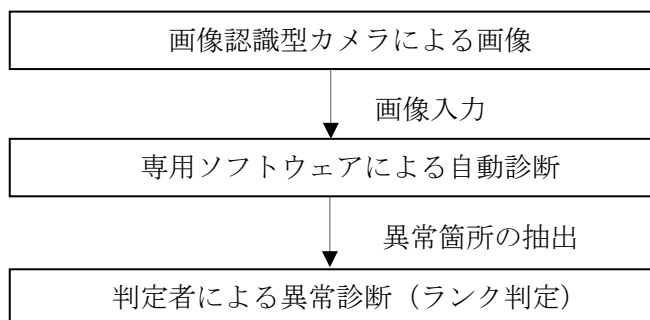 画像認識型カメラによる画像
画像入力
専用ソフトウェアによる自動診断
異常箇所の抽出
判定者による異常診断（ランク判定）